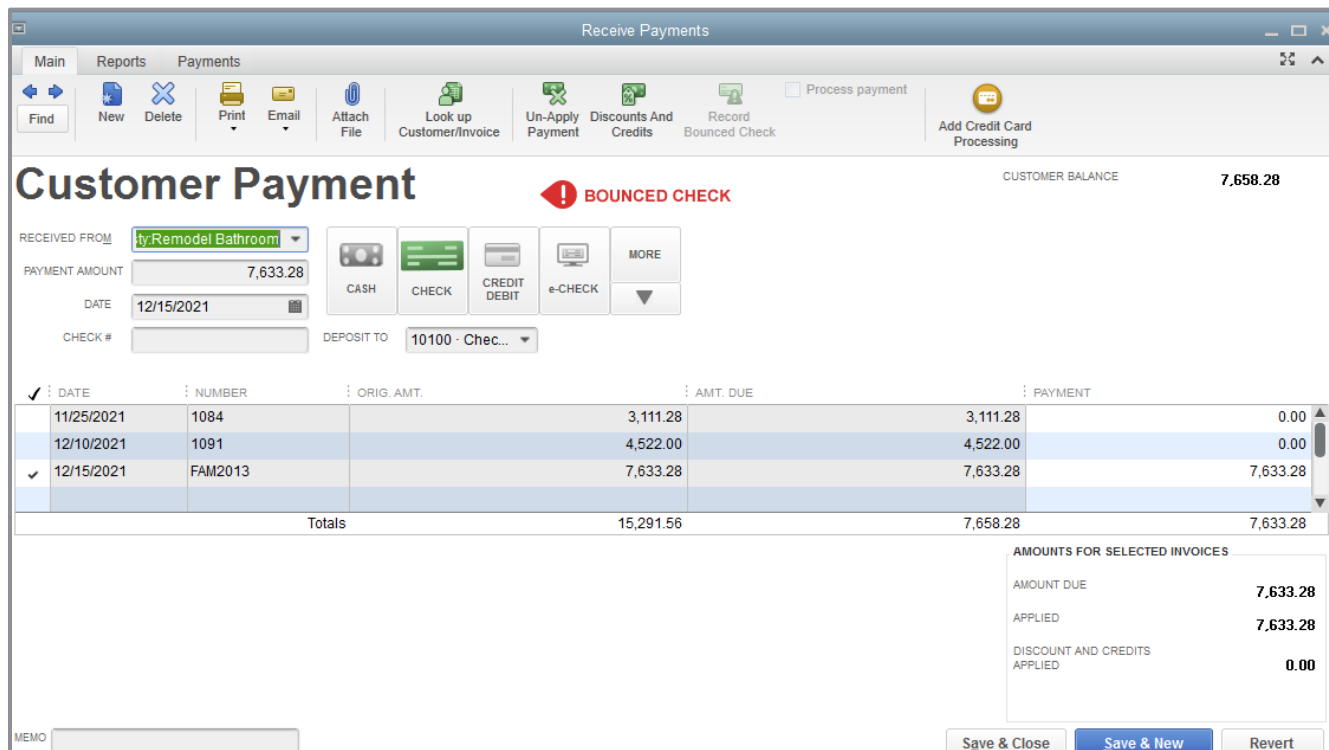 Receive Payments
Main Reports Payments
Find New Delete Print Email Attach File Look up Customer/Invoice Un-Apply Payment Discounts And Credits Record Bounced Check Process payment Add Credit Card Processing
Customer Payment
BOUNCED CHECK
CUSTOMER BALANCE 7,658.28
RECEIVED FROM ty:Remodel Bathroom
PAYMENT AMOUNT 7,633.28
DATE 12/15/2021
CHECK #
CASH CHECK CREDIT DEBIT e-CHECK MORE
DEPOSIT TO 10100 · Chec...
DATE NUMBER ORIG. AMT. AMT. DUE PAYMENT
11/25/2021 1084 3,111.28 3,111.28 0.00
12/10/2021 1091 4,522.00 4,522.00 0.00
12/15/2021 FAM2013 7,633.28 7,633.28 7,633.28
Totals 15,291.56 7,658.28 7,633.28
AMOUNTS FOR SELECTED INVOICES
AMOUNT DUE 7,633.28
APPLIED 7,633.28
DISCOUNT AND CREDITS
APPLIED 0.00
MEMO
Save & Close Save & New Revert